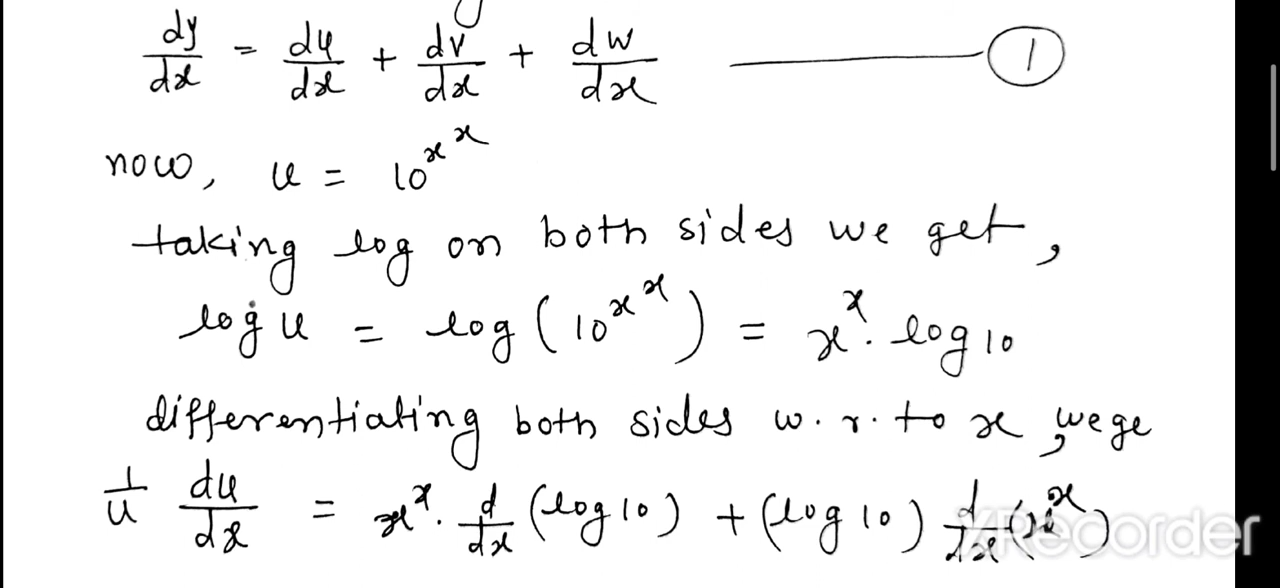 dy/dx = du/dx + dv/dx + dw/dx ——— ①
now, u = 10^x^x
taking log on both sides we get,
log u = log(10^x^x) = x^x . log 10
differentiating both sides w.r.to x, we ge
1/u du/dx = x^x . d/dx (log 10) + (log 10) d/dx (x^x)
XRecorder